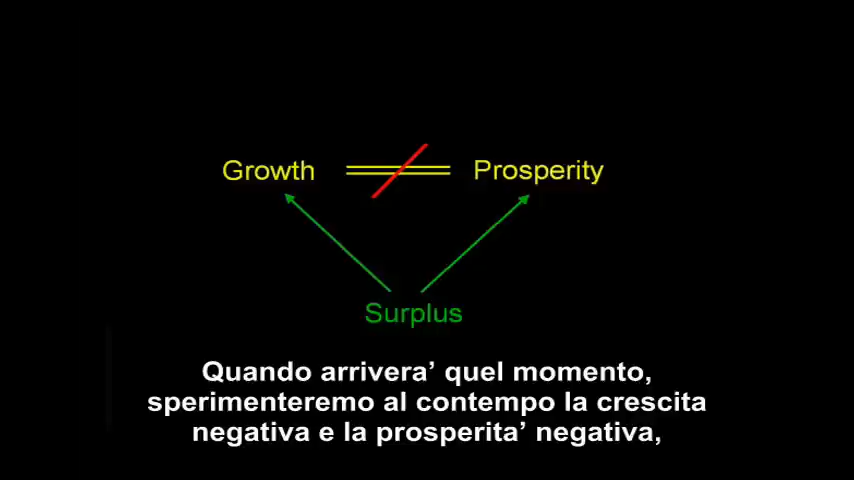 Growth Prosperity
Surplus
Quando arrivera’ quel momento,
sperimenteremo al contempo la crescita
negativa e la prosperita’ negativa,